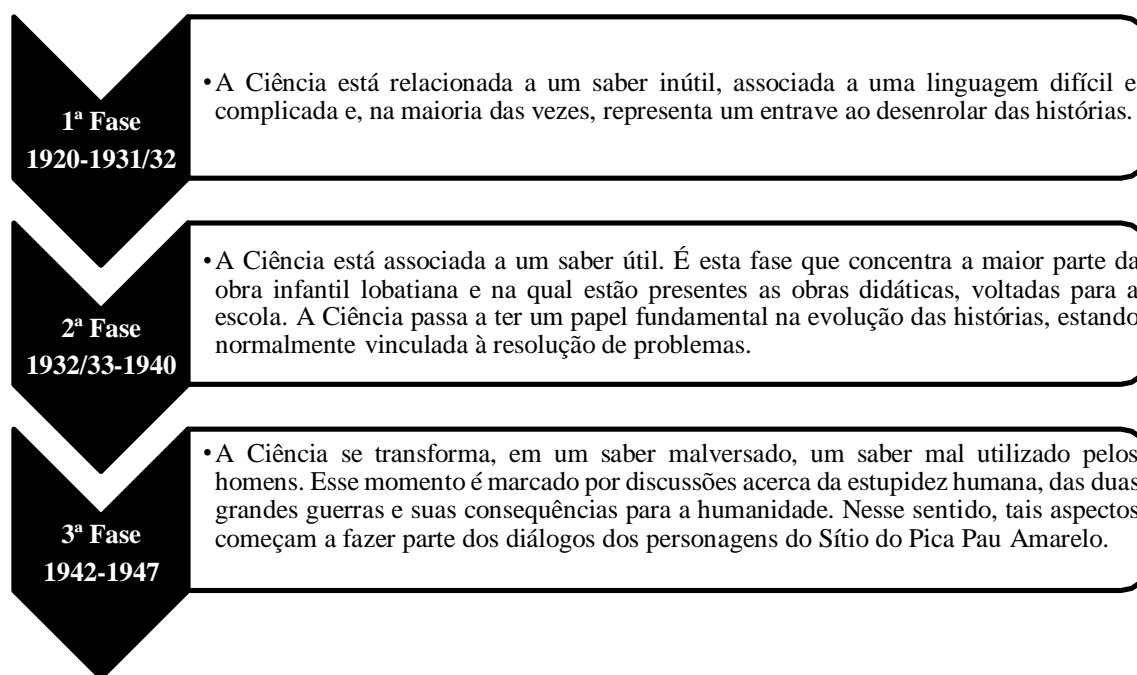 1ª Fase
1920-1931/32
•A Ciência está relacionada a um saber inútil, associada a uma linguagem difícil e
complicada e, na maioria das vezes, representa um entrave ao desenrolar das histórias.
2ª Fase
1932/33-1940
•A Ciência está associada a um saber útil. É esta fase que concentra a maior parte da
obra infantil lobatiana e na qual estão presentes as obras didáticas, voltadas para a
escola. A Ciência passa a ter um papel fundamental na evolução das histórias, estando
normalmente vinculada à resolução de problemas.
3ª Fase
1942-1947
•A Ciência se transforma, em um saber malversado, um saber mal utilizado pelos
homens. Esse momento é marcado por discussões acerca da estupidez humana, das duas
grandes guerras e suas consequências para a humanidade. Nesse sentido, tais aspectos
começam a fazer parte dos diálogos dos personagens do Sítio do Pica Pau Amarelo.